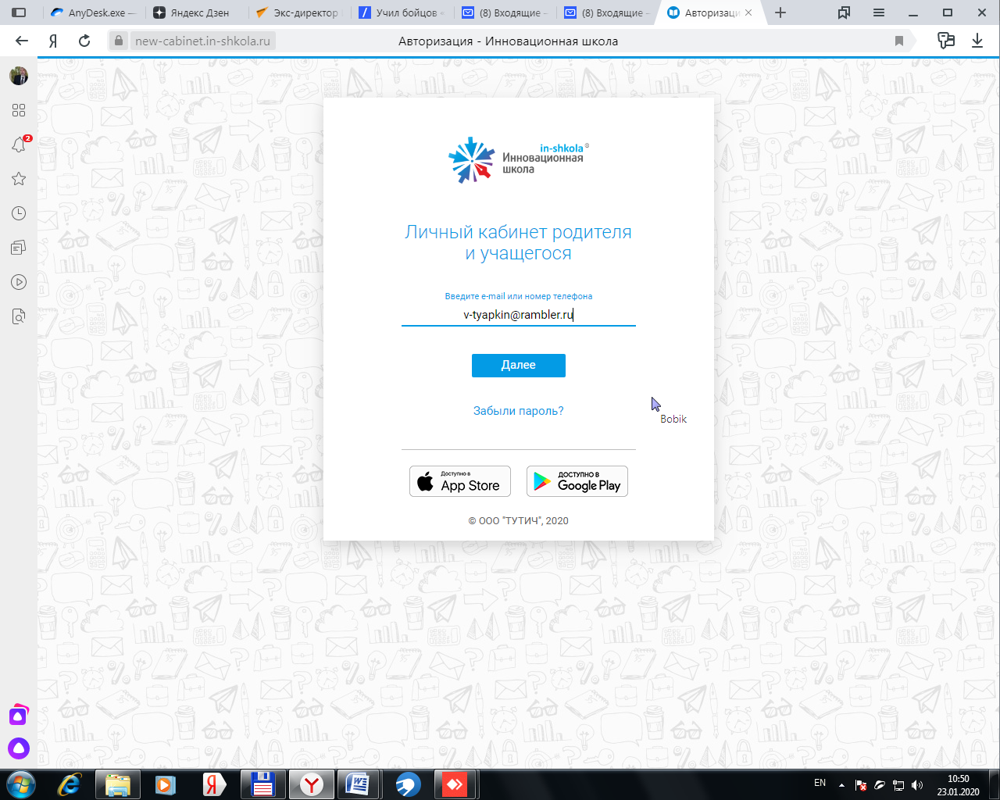 AnyDesk.exe —
Яндекс Дзен
Экс-директор
Учил бойцов «
(8) Входящие –
(8) Входящие –
Авторизаци
Я
new-cabinet.in-shkola.ru
Авторизация - Инновационная школа
2
in-shkola®
Инновационная
школа
Личный кабинет родителя
и учащегося
Введите e-mail или номер телефона
v-tyapkin@rambler.ru
Далее
Забыли пароль?
Bobik
Доступно в
App Store
ДОСТУПНО В
Google Play
© ООО "ТУТИЧ", 2020
EN
10:50
23.01.2020